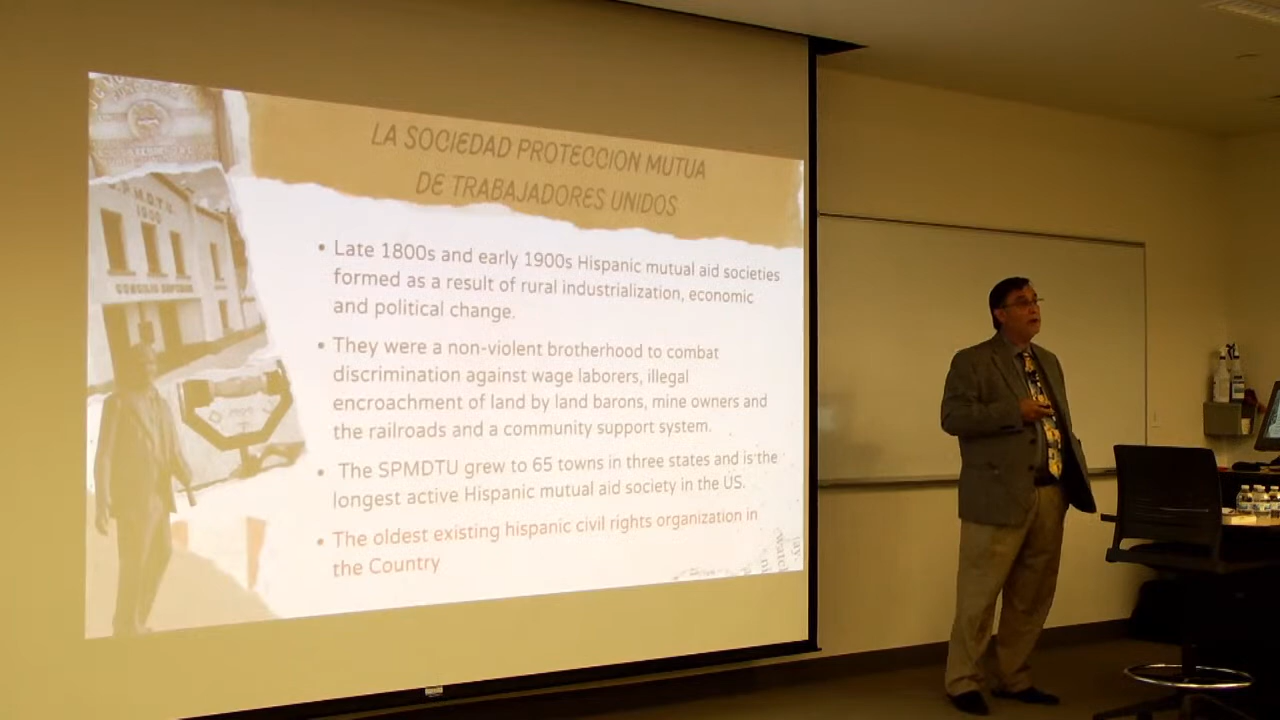 LA SOCIEDAD PROTECCION MUTUA
DE TRABAJADORES UNIDOS
• Late 1800s and early 1900s Hispanic mutual aid societies
formed as a result of rural industrialization, economic
and political change.
• They were a non-violent brotherhood to combat
discrimination against wage laborers, illegal
encroachment of land by land barons, mine owners and
the railroads and a community support system.
• The SPMDTU grew to 65 towns in three states and is the
longest active Hispanic mutual aid society in the US.
• The oldest existing hispanic civil rights organization in
the Country
S.P.M.D.T.U.
1900
CONCILIO SUPERIOR